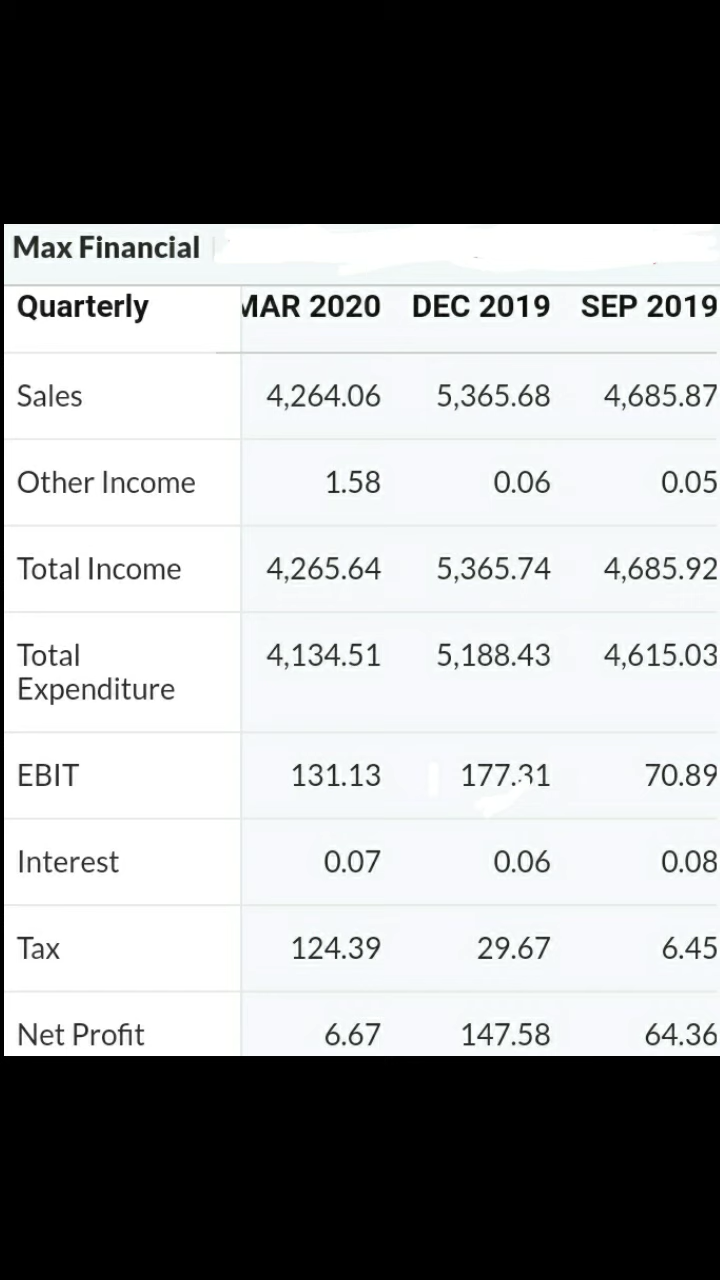 Max Financial
Quarterly MAR 2020 DEC 2019 SEP 2019
Sales 4,264.06 5,365.68 4,685.87
Other Income 1.58 0.06 0.05
Total Income 4,265.64 5,365.74 4,685.92
Total 4,134.51 5,188.43 4,615.03
Expenditure
EBIT 131.13 177.31 70.89
Interest 0.07 0.06 0.08
Tax 124.39 29.67 6.45
Net Profit 6.67 147.58 64.36